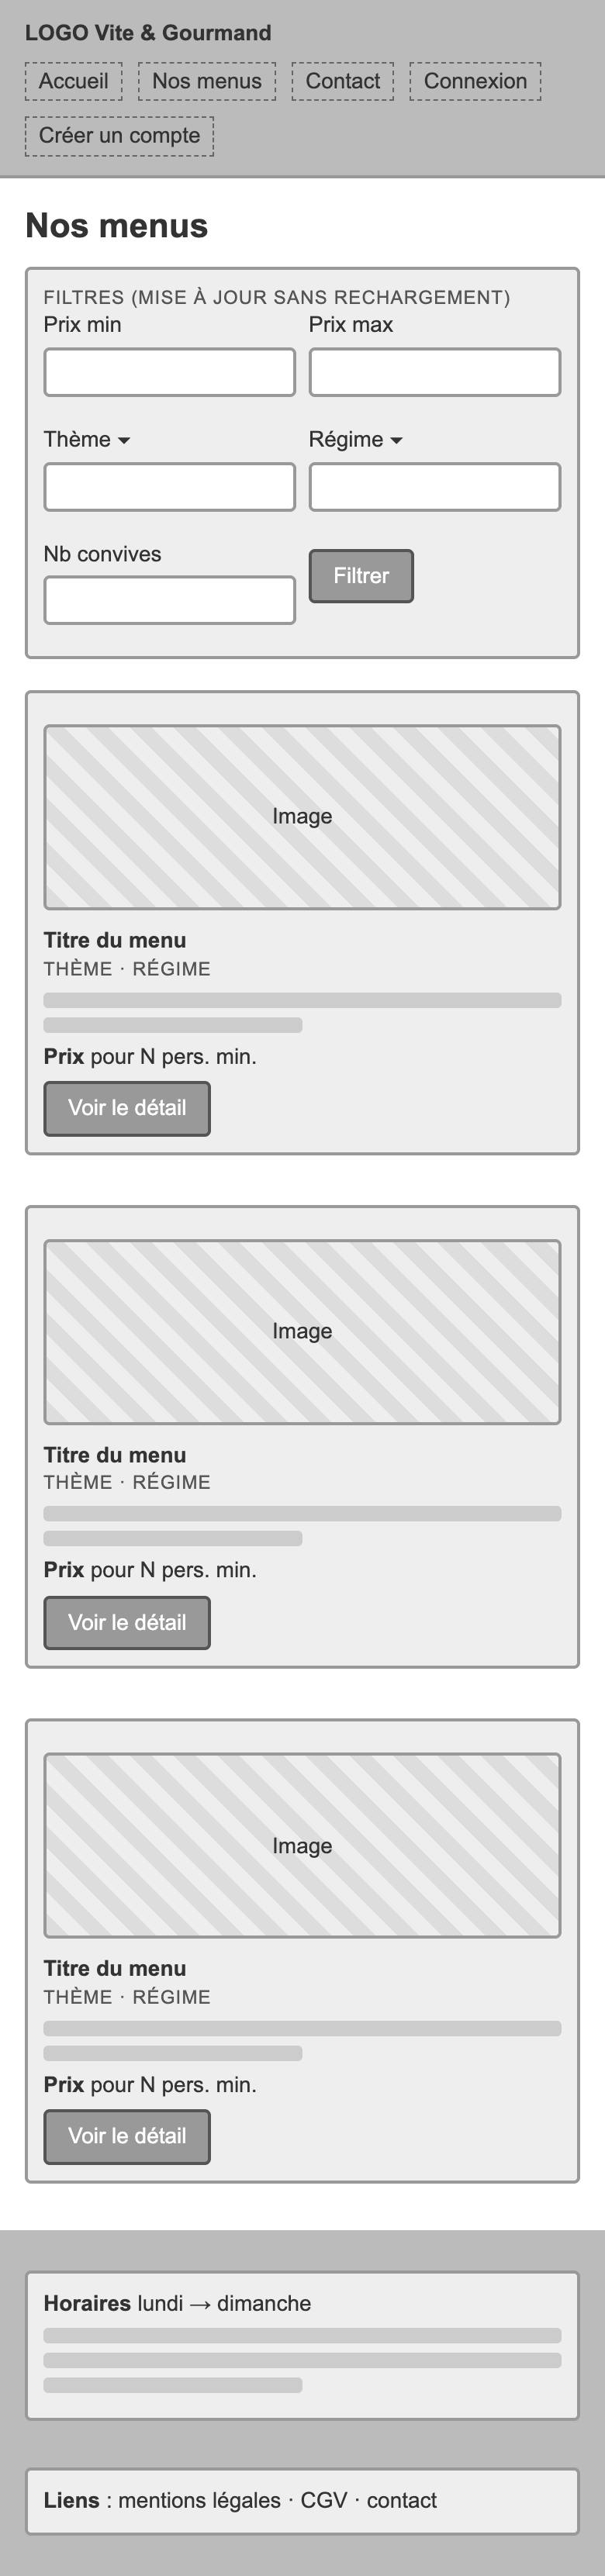 LOGO Vite & Gourmand
Accueil Nos menus Contact Connexion
Créer un compte
Nos menus
FILTRES (MISE À JOUR SANS RECHARGEMENT)
Prix min Prix max
Thème Régime
Nb convives
Filtrer
Image
Titre du menu
THÈME · RÉGIME
Prix pour N pers. min.
Voir le détail
Image
Titre du menu
THÈME · RÉGIME
Prix pour N pers. min.
Voir le détail
Image
Titre du menu
THÈME · RÉGIME
Prix pour N pers. min.
Voir le détail
Horaires lundi → dimanche
Liens : mentions légales · CGV · contact